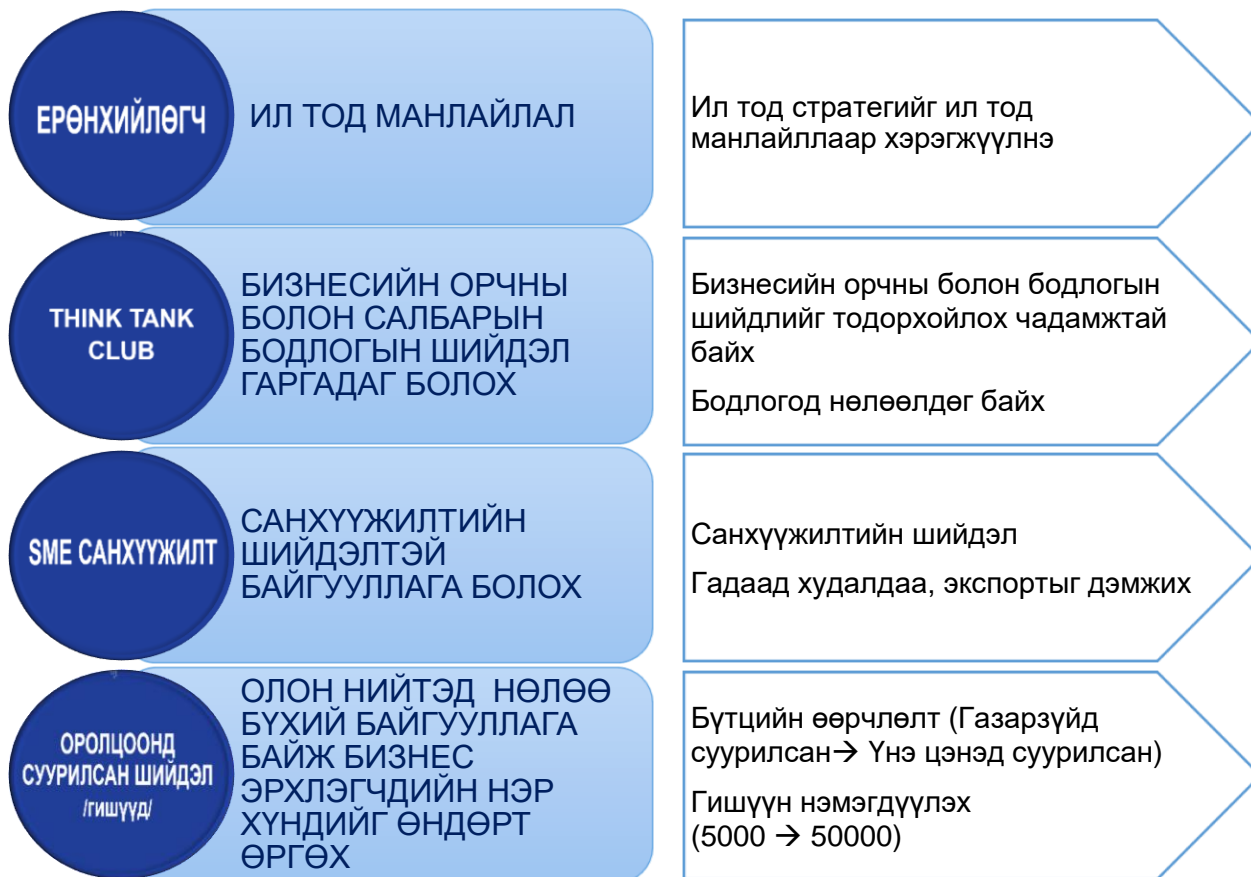 ЕРӨНХИЙЛӨГЧ
ИЛ ТОД МАНЛАЙЛАЛ
Ил тод стратегийг ил тод
манлайллаар хэрэгжүүлнэ
THINK TANK
CLUB
БИЗНЕСИЙН ОРЧНЫ
БОЛОН САЛБАРЫН
БОДЛОГЫН ШИЙДЭЛ
ГАРГАДАГ БОЛОХ
Бизнесийн орчны болон бодлогын
шийдлийг тодорхойлох чадамжтай
байх
Бодлогод нөлөөлдөг байх
SME САНХҮҮЖИЛТ
САНХҮҮЖИЛТИЙН
ШИЙДЭЛТЭЙ
БАЙГУУЛЛАГА БОЛОХ
Санхүүжилтийн шийдэл
Гадаад худалдаа, экспортыг дэмжих
ОРОЛЦООНД
СУУРИЛСАН ШИЙДЭЛ
/гишүүд/
ОЛОН НИЙТЭД НӨЛӨӨ
БҮХИЙ БАЙГУУЛЛАГА
БАЙЖ БИЗНЕС
ЭРХЛЭГЧДИЙН НЭР
ХҮНДИЙГ ӨНДӨРТ
ӨРГӨХ
Бүтцийн өөрчлөлт (Газарзүйд
суурилсан→ Үнэ цэнэд суурилсан)
Гишүүн нэмэгдүүлэх
(5000 → 50000)